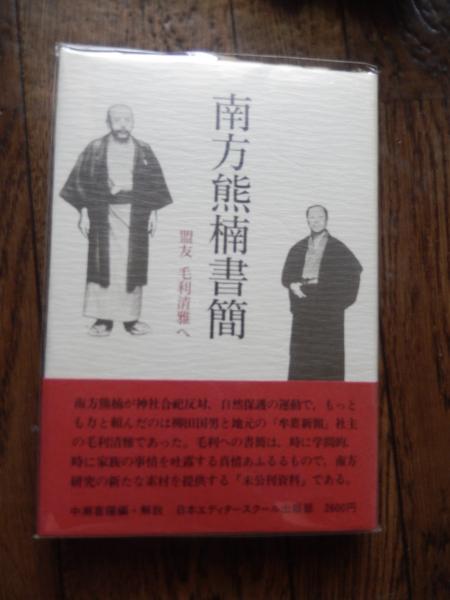 南方熊楠書簡
盟友 毛利清雅へ
南方熊楠が神社合祀反対、自然保護の運動で、もっと
も力と頼んだのは柳田国男と地元の「牟婁新報」社主
の毛利清雅であった。毛利への書簡は、時に学問的、
時に家族の事情を吐露する真情あふるるもので、南方
研究の新たな素材を提供する「未公刊資料」である。
中瀬喜陽編・解説 日本エディタースクール出版部 2600円